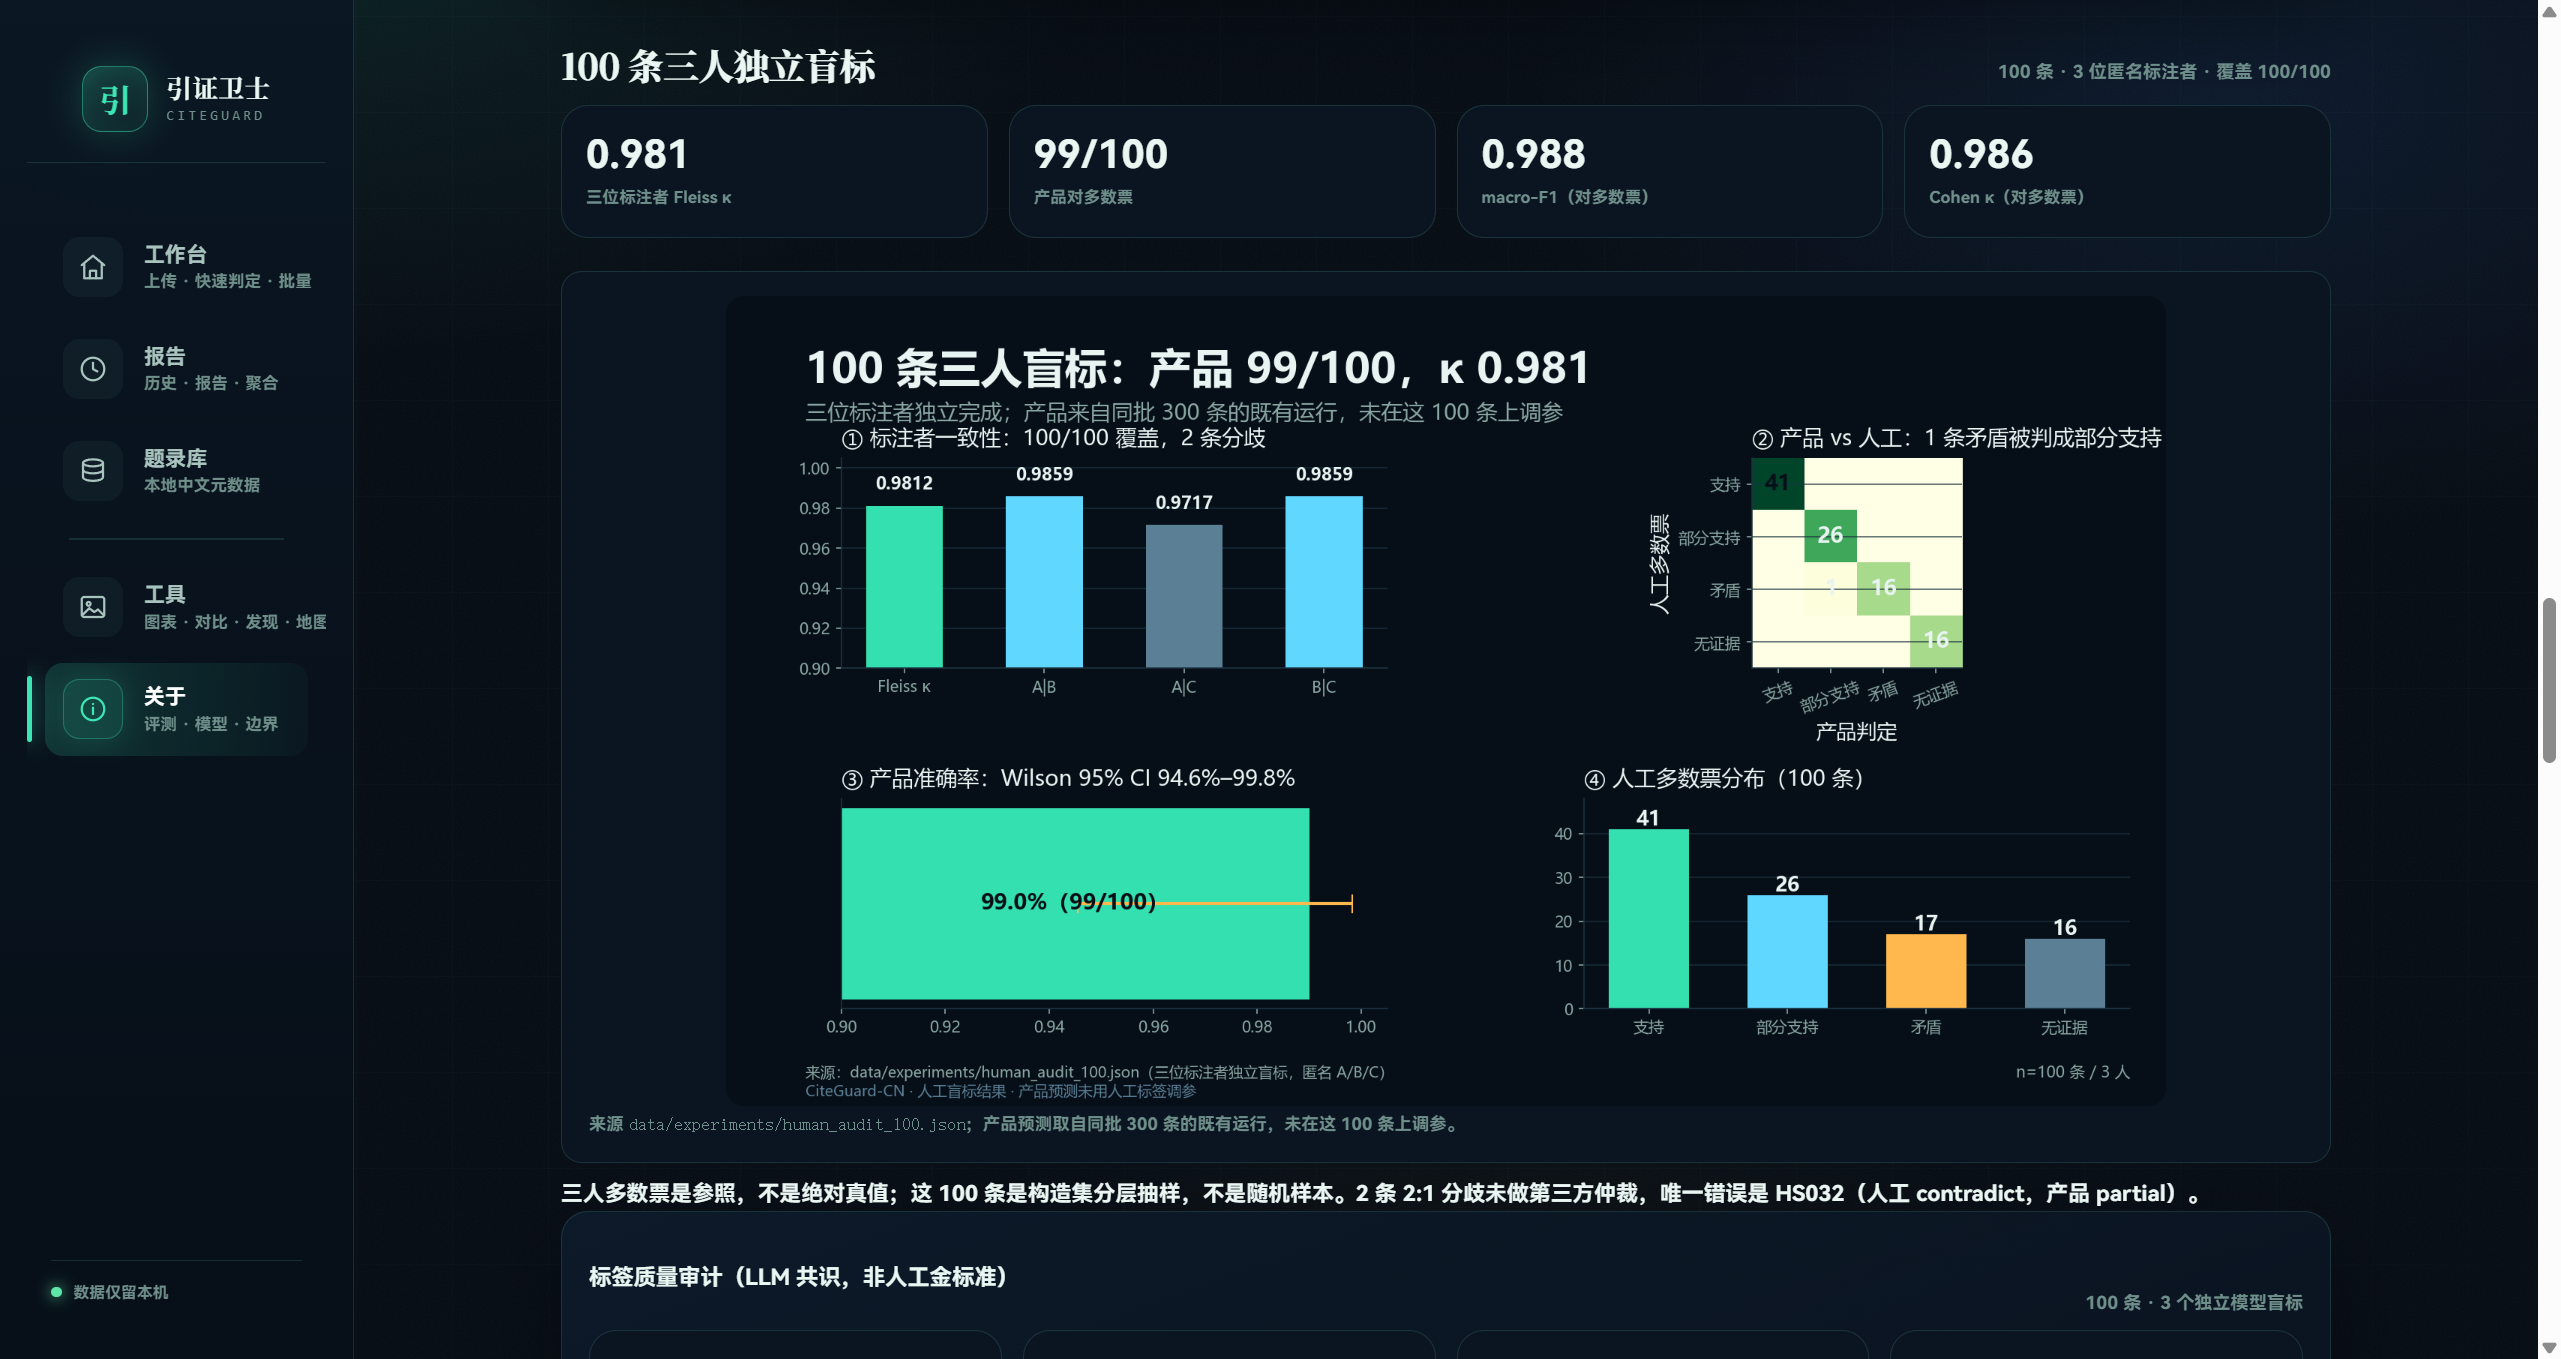 引
引证卫士
CITEGUARD
工作台
上传 · 快速判定 · 批量
报告
历史 · 报告 · 聚合
题录库
本地中文元数据
工具
图表 · 对比 · 发现 · 地图
关于
评测 · 模型 · 边界
数据仅留本机
100 条三人独立盲标
100 条 · 3 位匿名标注者 · 覆盖 100/100
0.981
三位标注者 Fleiss κ
99/100
产品对多数票
0.988
macro-F1（对多数票）
0.986
Cohen κ（对多数票）
100 条三人盲标：产品 99/100，κ 0.981
三位标注者独立完成；产品来自同批 300 条的既有运行，未在这 100 条上调参
① 标注者一致性：100/100 覆盖，2 条分歧
1.00
0.98
0.96
0.94
0.92
0.90
0.9812
0.9859
0.9717
0.9859
Fleiss κ
A|B
A|C
B|C
② 产品 vs 人工：1 条矛盾被判成部分支持
人工多数票
支持
部分支持
矛盾
无证据
41
26
1
16
16
支持
部分支持
矛盾
无证据
产品判定
③ 产品准确率：Wilson 95% CI 94.6%–99.8%
99.0%（99/100）
0.90
0.92
0.94
0.96
0.98
1.00
④ 人工多数票分布（100 条）
40
30
20
10
0
41
26
17
16
支持
部分支持
矛盾
无证据
来源：data/experiments/human_audit_100.json（三位标注者独立盲标，匿名 A/B/C）
n=100 条 / 3 人
CiteGuard-CN · 人工盲标结果 · 产品预测未用人工标签调参
来源 data/experiments/human_audit_100.json；产品预测取自同批 300 条的既有运行，未在这 100 条上调参。
三人多数票是参照，不是绝对真值；这 100 条是构造集分层抽样，不是随机样本。2 条 2:1 分歧未做第三方仲裁，唯一错误是 HS032（人工 contradict，产品 partial）。
标签质量审计（LLM 共识，非人工金标准）
100 条 · 3 个独立模型盲标